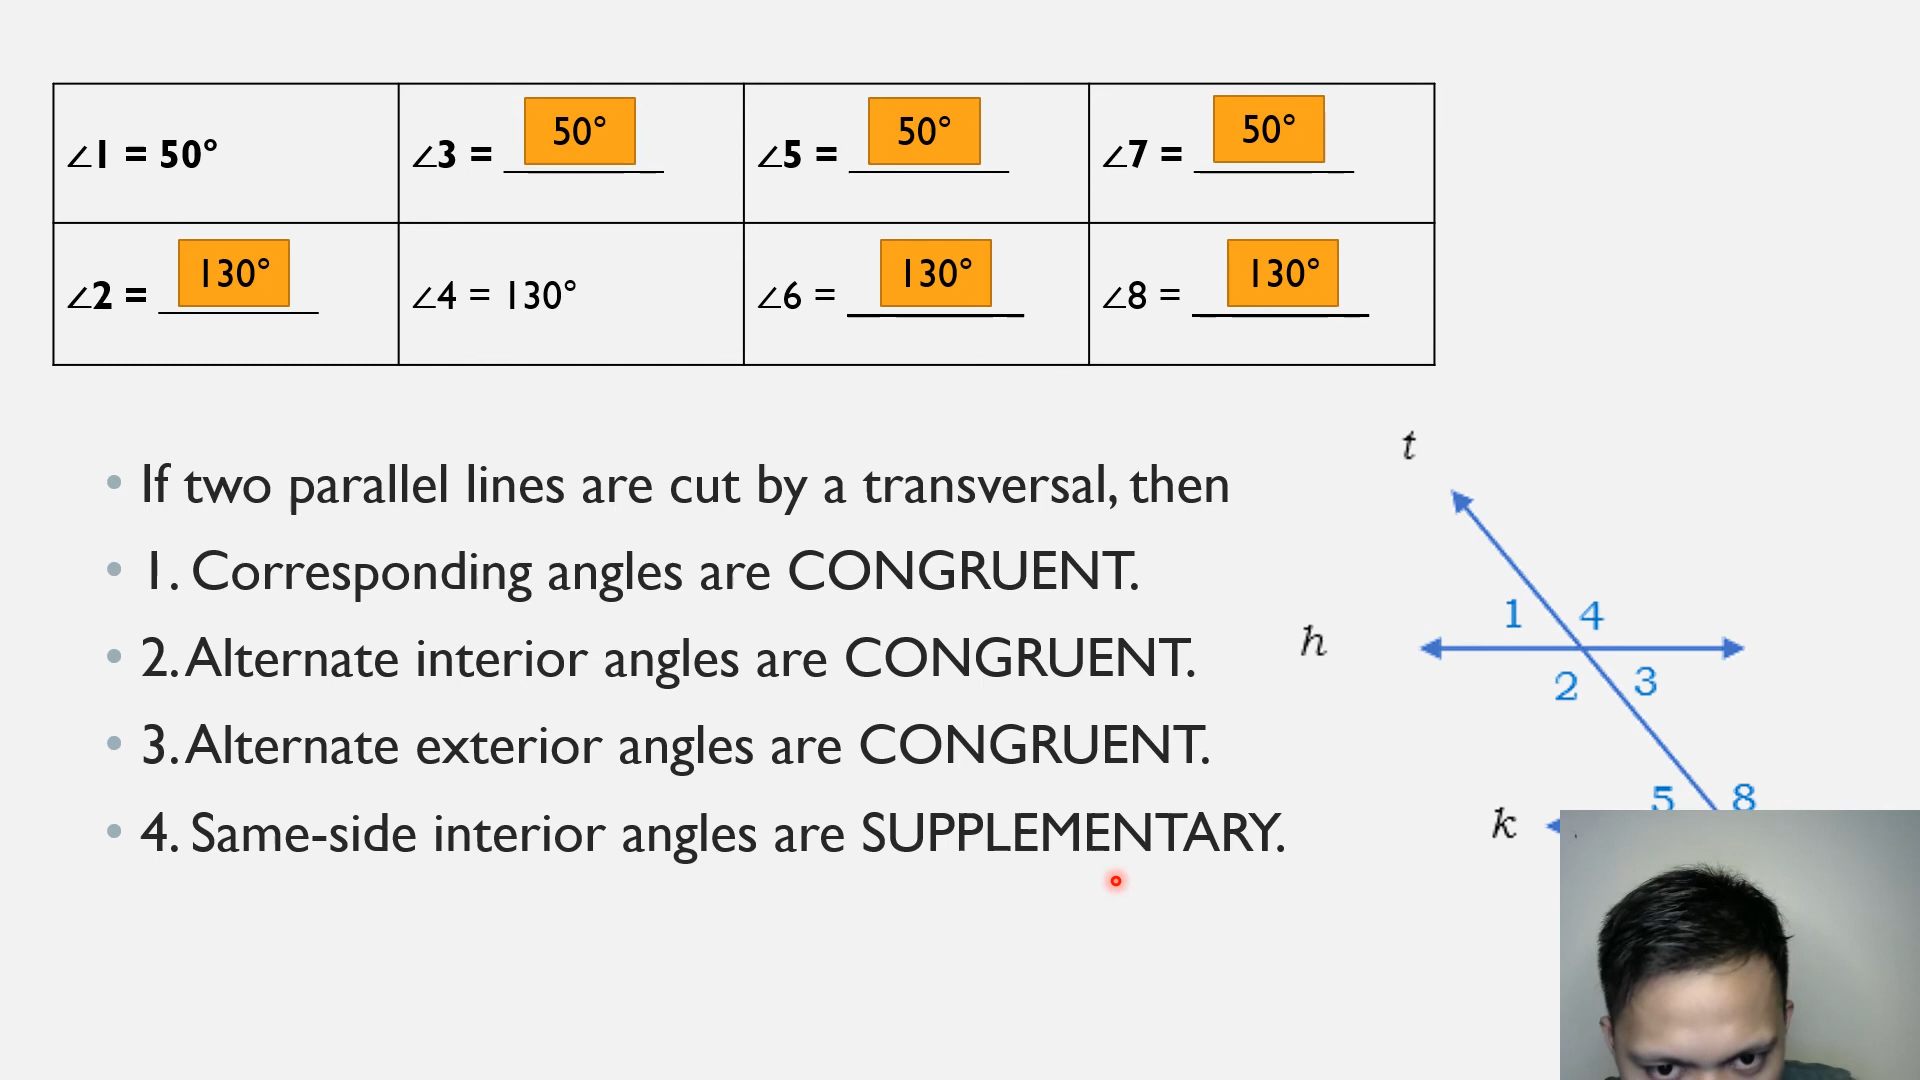 ∠1 = 50°
∠3 = 50°
∠5 = 50°
∠7 = 50°
∠2 = 130°
∠4 = 130°
∠6 = 130°
∠8 = 130°
• If two parallel lines are cut by a transversal, then
• 1. Corresponding angles are CONGRUENT.
• 2. Alternate interior angles are CONGRUENT.
• 3. Alternate exterior angles are CONGRUENT.
• 4. Same-side interior angles are SUPPLEMENTARY.
t
1 4
h
2 3
5 8
k